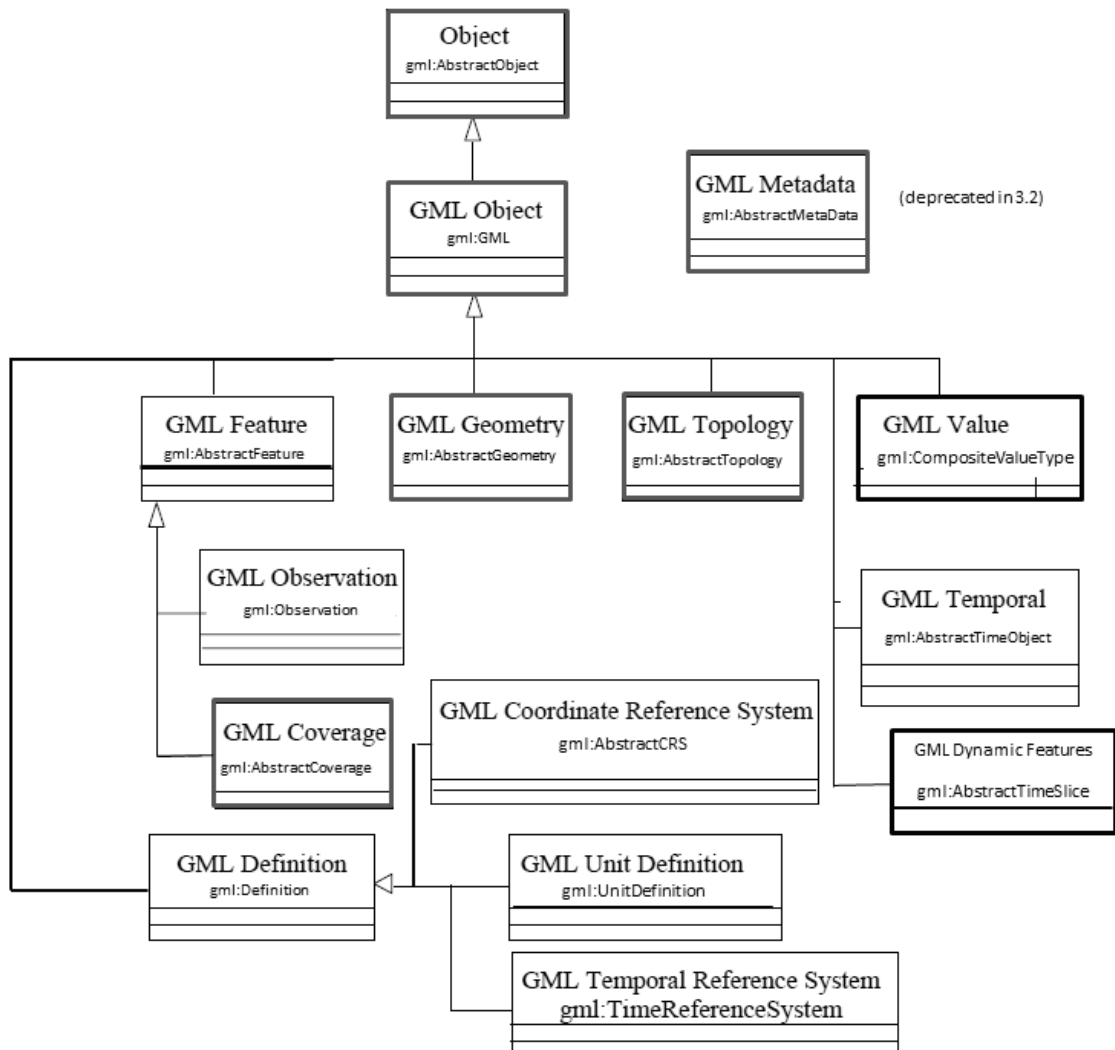 Object
gml:AbstractObject
GML Object
gml:GML
GML Metadata
gml:AbstractMetaData
(deprecated in 3.2)
GML Feature
gml:AbstractFeature
GML Geometry
gml:AbstractGeometry
GML Topology
gml:AbstractTopology
GML Value
gml:CompositeValueType
GML Observation
gml:Observation
GML Temporal
gml:AbstractTimeObject
GML Coverage
gml:AbstractCoverage
GML Coordinate Reference System
gml:AbstractCRS
GML Dynamic Features
gml:AbstractTimeSlice
GML Definition
gml:Definition
GML Unit Definition
gml:UnitDefinition
GML Temporal Reference System
gml:TimeReferenceSystem